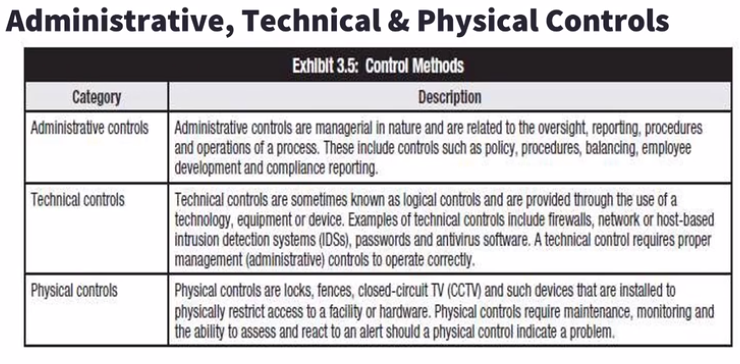 Administrative, Technical & Physical Controls
Exhibit 3.5: Control Methods
Category Description
Administrative controls Administrative controls are managerial in nature and are related to the oversight, reporting, procedures
and operations of a process. These include controls such as policy, procedures, balancing, employee
development and compliance reporting.
Technical controls Technical controls are sometimes known as logical controls and are provided through the use of a
technology, equipment or device. Examples of technical controls include firewalls, network or host-based
intrusion detection systems (IDSs), passwords and antivirus software. A technical control requires proper
management (administrative) controls to operate correctly.
Physical controls Physical controls are locks, fences, closed-circuit TV (CCTV) and such devices that are installed to
physically restrict access to a facility or hardware. Physical controls require maintenance, monitoring and
the ability to assess and react to an alert should a physical control indicate a problem.